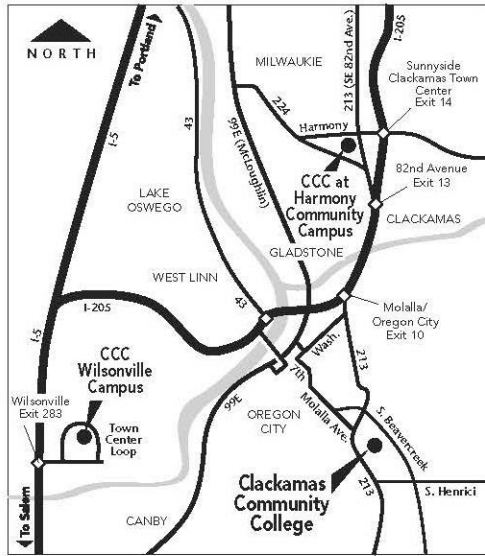 NORTH
To Portland
I-5
43
99E (McLoughlin)
MILWAUKIE
224
213 (SE 82nd Ave.)
I-205
Sunnyside
Clackamas Town
Center
Exit 14
Harmony
CCC at
Harmony
Community
Campus
82nd Avenue
Exit 13
CLACKAMAS
LAKE
OSWEGO
GLADSTONE
WEST LINN
43
I-205
Molalla/
Oregon City
Exit 10
I-5
CCC
Wilsonville
Campus
Wilsonville
Exit 283
Town
Center
Loop
99E
7th
Wash.
213
OREGON
CITY
Molalla Ave.
S. Beavercreek
Clackamas
Community
College
213
S. Henrici
To Salem
CANBY